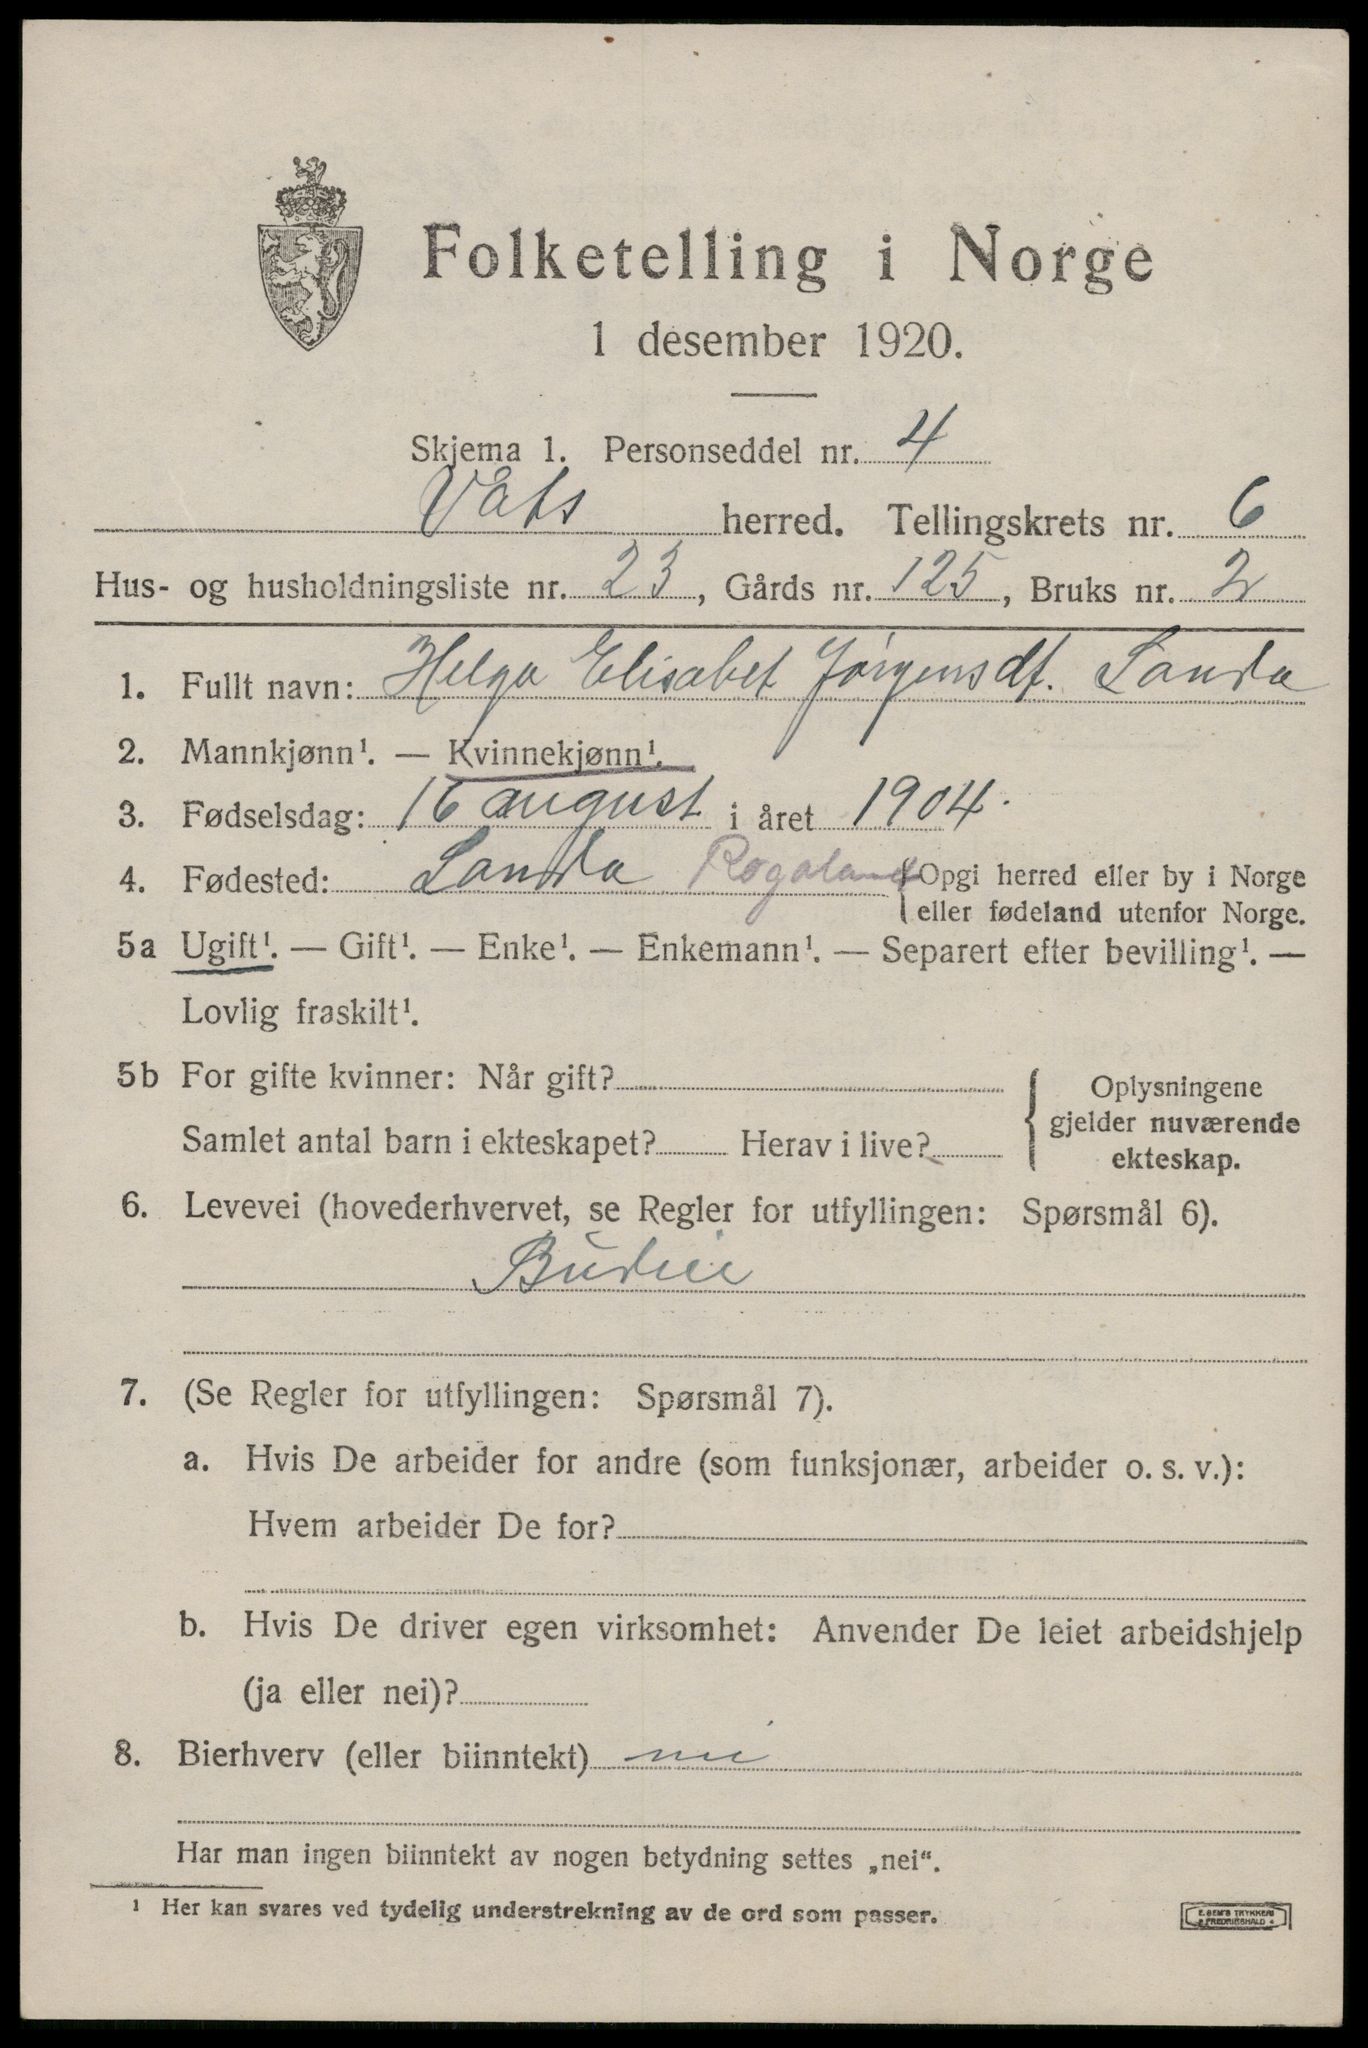 Folketelling i Norge
1 desember 1920.
Skjema 1. Personseddel nr. 4
Vats herred. Tellingskrets nr. 6
Hus- og husholdningsliste nr. 23, Gårds nr. 125, Bruks nr. 2
1. Fullt navn: Helga Elisabet Jørgensdt. Landa
2. Mannkjønn¹. — Kvinnekjønn¹.
3. Fødselsdag: 16 august i året 1904.
4. Fødested: Landa Rogaland {Opgi herred eller by i Norge
eller fødeland utenfor Norge.
5a Ugift¹. — Gift¹. — Enke¹. — Enkemann¹. — Separert efter bevilling¹. —
Lovlig fraskilt¹.
5b For gifte kvinner: Når gift?
Samlet antal barn i ekteskapet? Herav i live?
Oplysningene
gjelder nuværende
ekteskap.
6. Levevei (hovederhvervet, se Regler for utfyllingen: Spørsmål 6).
Budeie
7. (Se Regler for utfyllingen: Spørsmål 7).
a. Hvis De arbeider for andre (som funksjonær, arbeider o. s. v.):
Hvem arbeider De for?
b. Hvis De driver egen virksomhet: Anvender De leiet arbeidshjelp
(ja eller nei)?
8. Bierhverv (eller biinntekt) nei
Har man ingen biinntekt av nogen betydning settes „nei“.
¹ Her kan svares ved tydelig understrekning av de ord som passer.
E. SEM'S TRYKKERI
FREDRIKSHALD